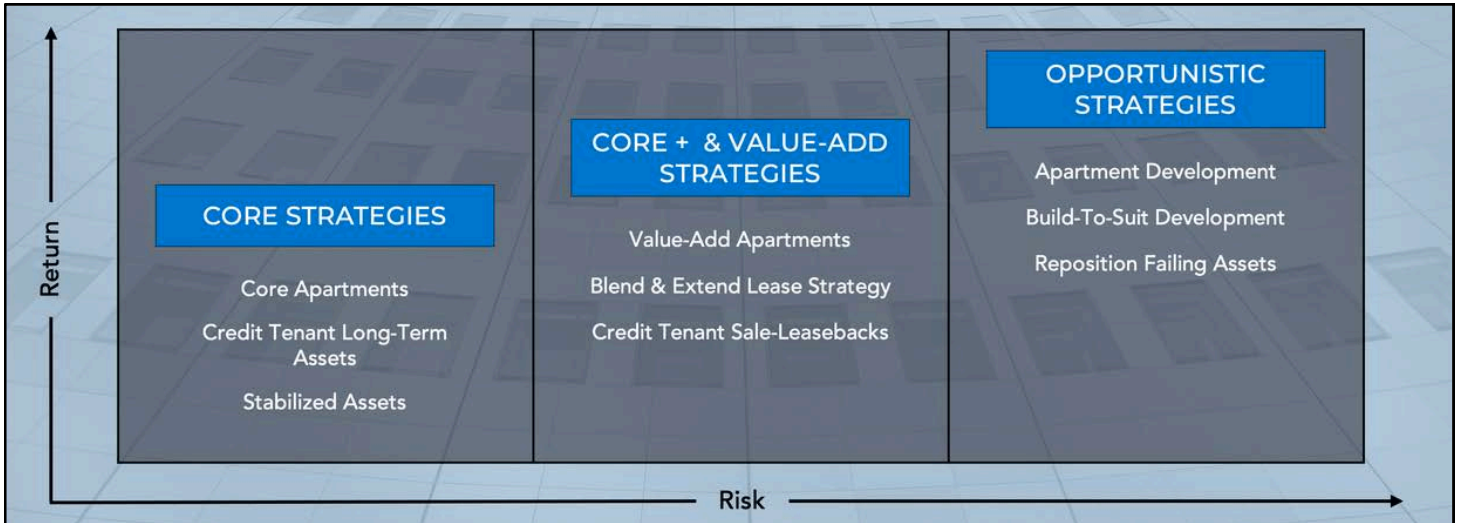 Return
CORE STRATEGIES
Core Apartments
Credit Tenant Long-Term
Assets
Stabilized Assets
CORE + & VALUE-ADD
STRATEGIES
Value-Add Apartments
Blend & Extend Lease Strategy
Credit Tenant Sale-Leasebacks
OPPORTUNISTIC
STRATEGIES
Apartment Development
Build-To-Suit Development
Reposition Failing Assets
Risk